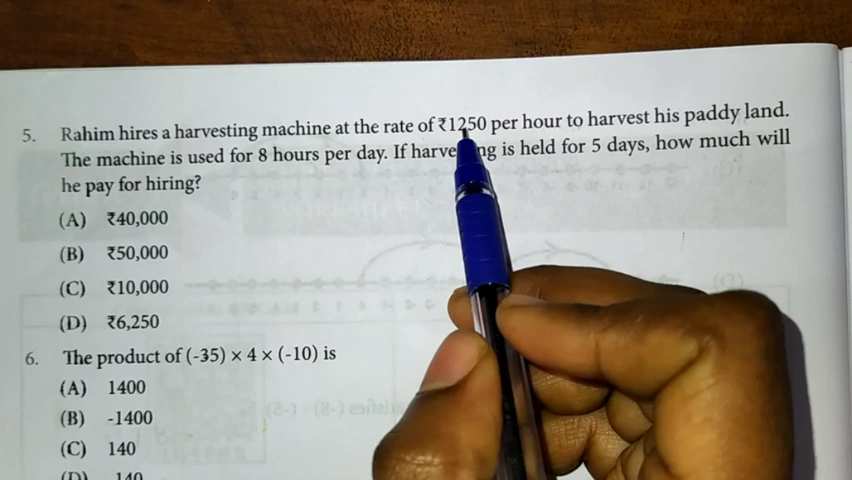 5. Rahim hires a harvesting machine at the rate of ₹1250 per hour to harvest his paddy land.
The machine is used for 8 hours per day. If harve ng is held for 5 days, how much will
he pay for hiring?
(A) ₹40,000
(B) ₹50,000
(C) ₹10,000
(D) ₹6,250
6. The product of (-35) × 4 × (-10) is
(A) 1400
(B) -1400
(C) 140
(D) 140